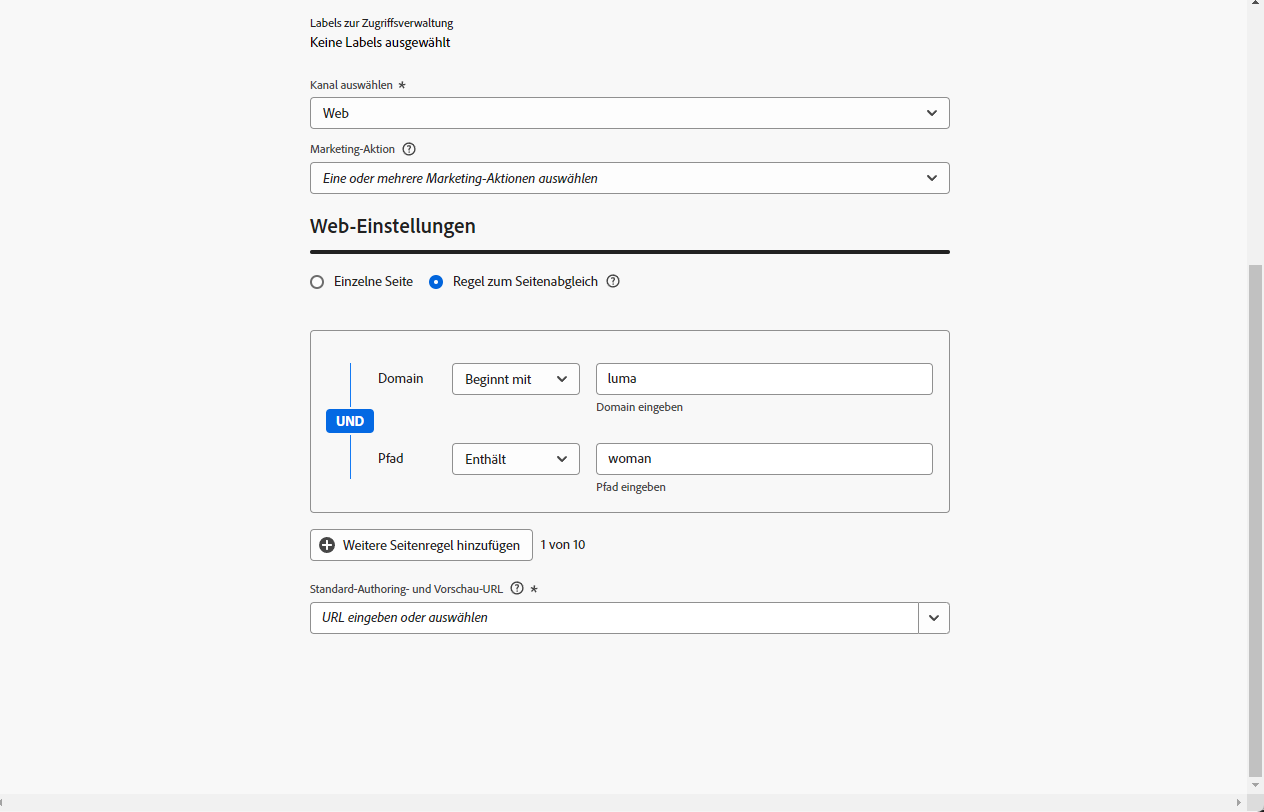 Labels zur Zugriffsverwaltung
Keine Labels ausgewählt
Kanal auswählen *
Web
Marketing-Aktion ?
Eine oder mehrere Marketing-Aktionen auswählen
Web-Einstellungen
Einzelne Seite Regel zum Seitenabgleich ?
Domain Beginnt mit luma
Domain eingeben
UND
Pfad Enthält woman
Pfad eingeben
Weitere Seitenregel hinzufügen 1 von 10
Standard-Authoring- und Vorschau-URL ? *
URL eingeben oder auswählen